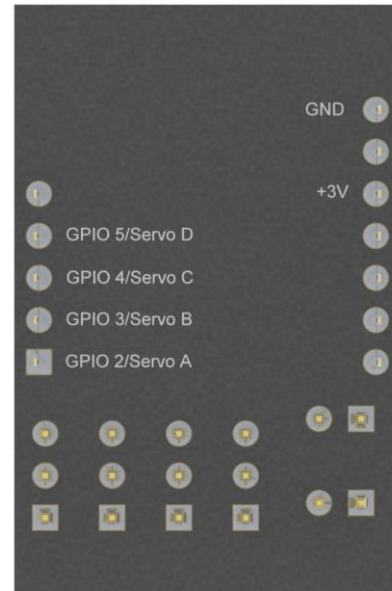 GND
+3V
GPIO 5/Servo D
GPIO 4/Servo C
GPIO 3/Servo B
GPIO 2/Servo A